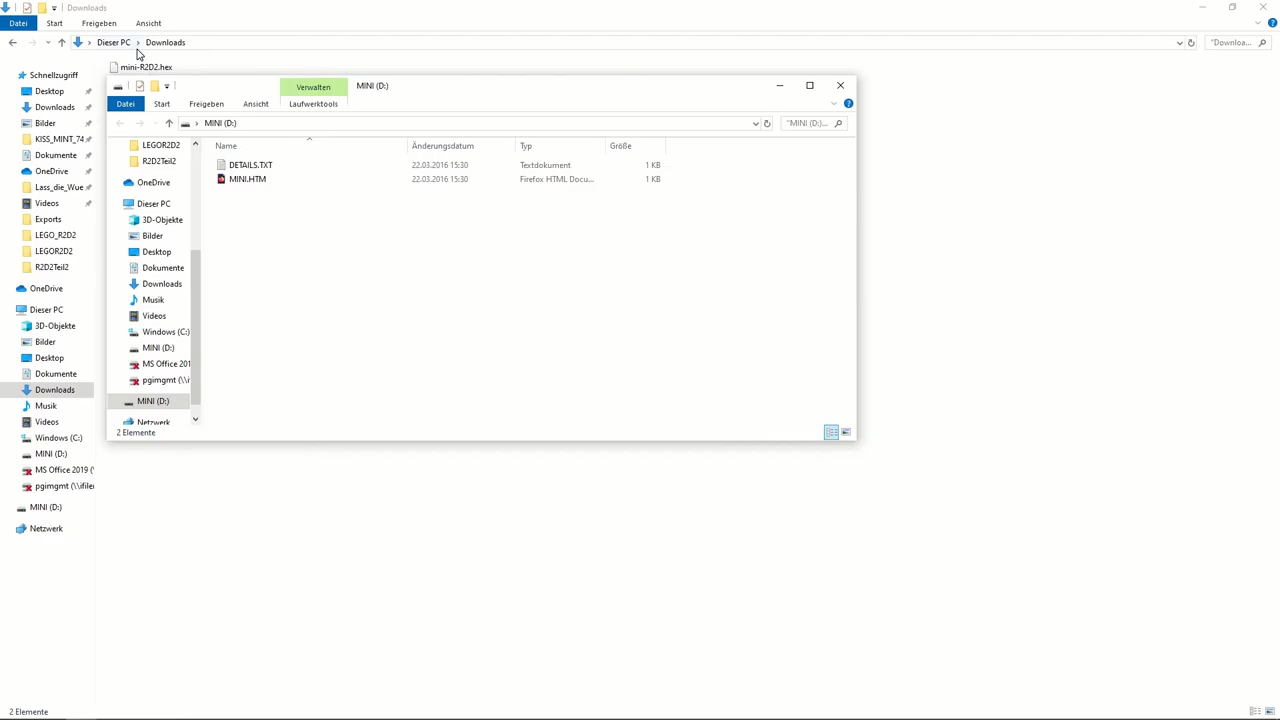 Downloads
Datei Start Freigeben Ansicht
Dieser PC Downloads "Downloa...
mini-R2D2.hex
Schnellzugriff
Desktop
Downloads
Bilder
KISS_MINT_74
Dokumente
OneDrive
Lass_die_Wue
Videos
Exports
LEGO_R2D2
LEGOR2D2
R2D2Teil2
OneDrive
Dieser PC
3D-Objekte
Bilder
Desktop
Dokumente
Downloads
Musik
Videos
Windows (C:)
MINI (D:)
MS Office 2019 (\
pgimgmt (\\ifiler
MINI (D:)
Netzwerk
2 Elemente
Verwalten MINI (D:)
Datei Start Freigeben Ansicht Laufwerktools
MINI (D:) "MINI (D:)...
LEGOR2D2
R2D2Teil2
OneDrive
Dieser PC
3D-Objekte
Bilder
Desktop
Dokumente
Downloads
Musik
Videos
Windows (C:)
MINI (D:)
MS Office 201
pgimgmt (\\if
MINI (D:)
Netzwerk
Name Änderungsdatum Typ Größe
DETAILS.TXT 22.03.2016 15:30 Textdokument 1 KB
MINI.HTM 22.03.2016 15:30 Firefox HTML Docu... 1 KB
2 Elemente